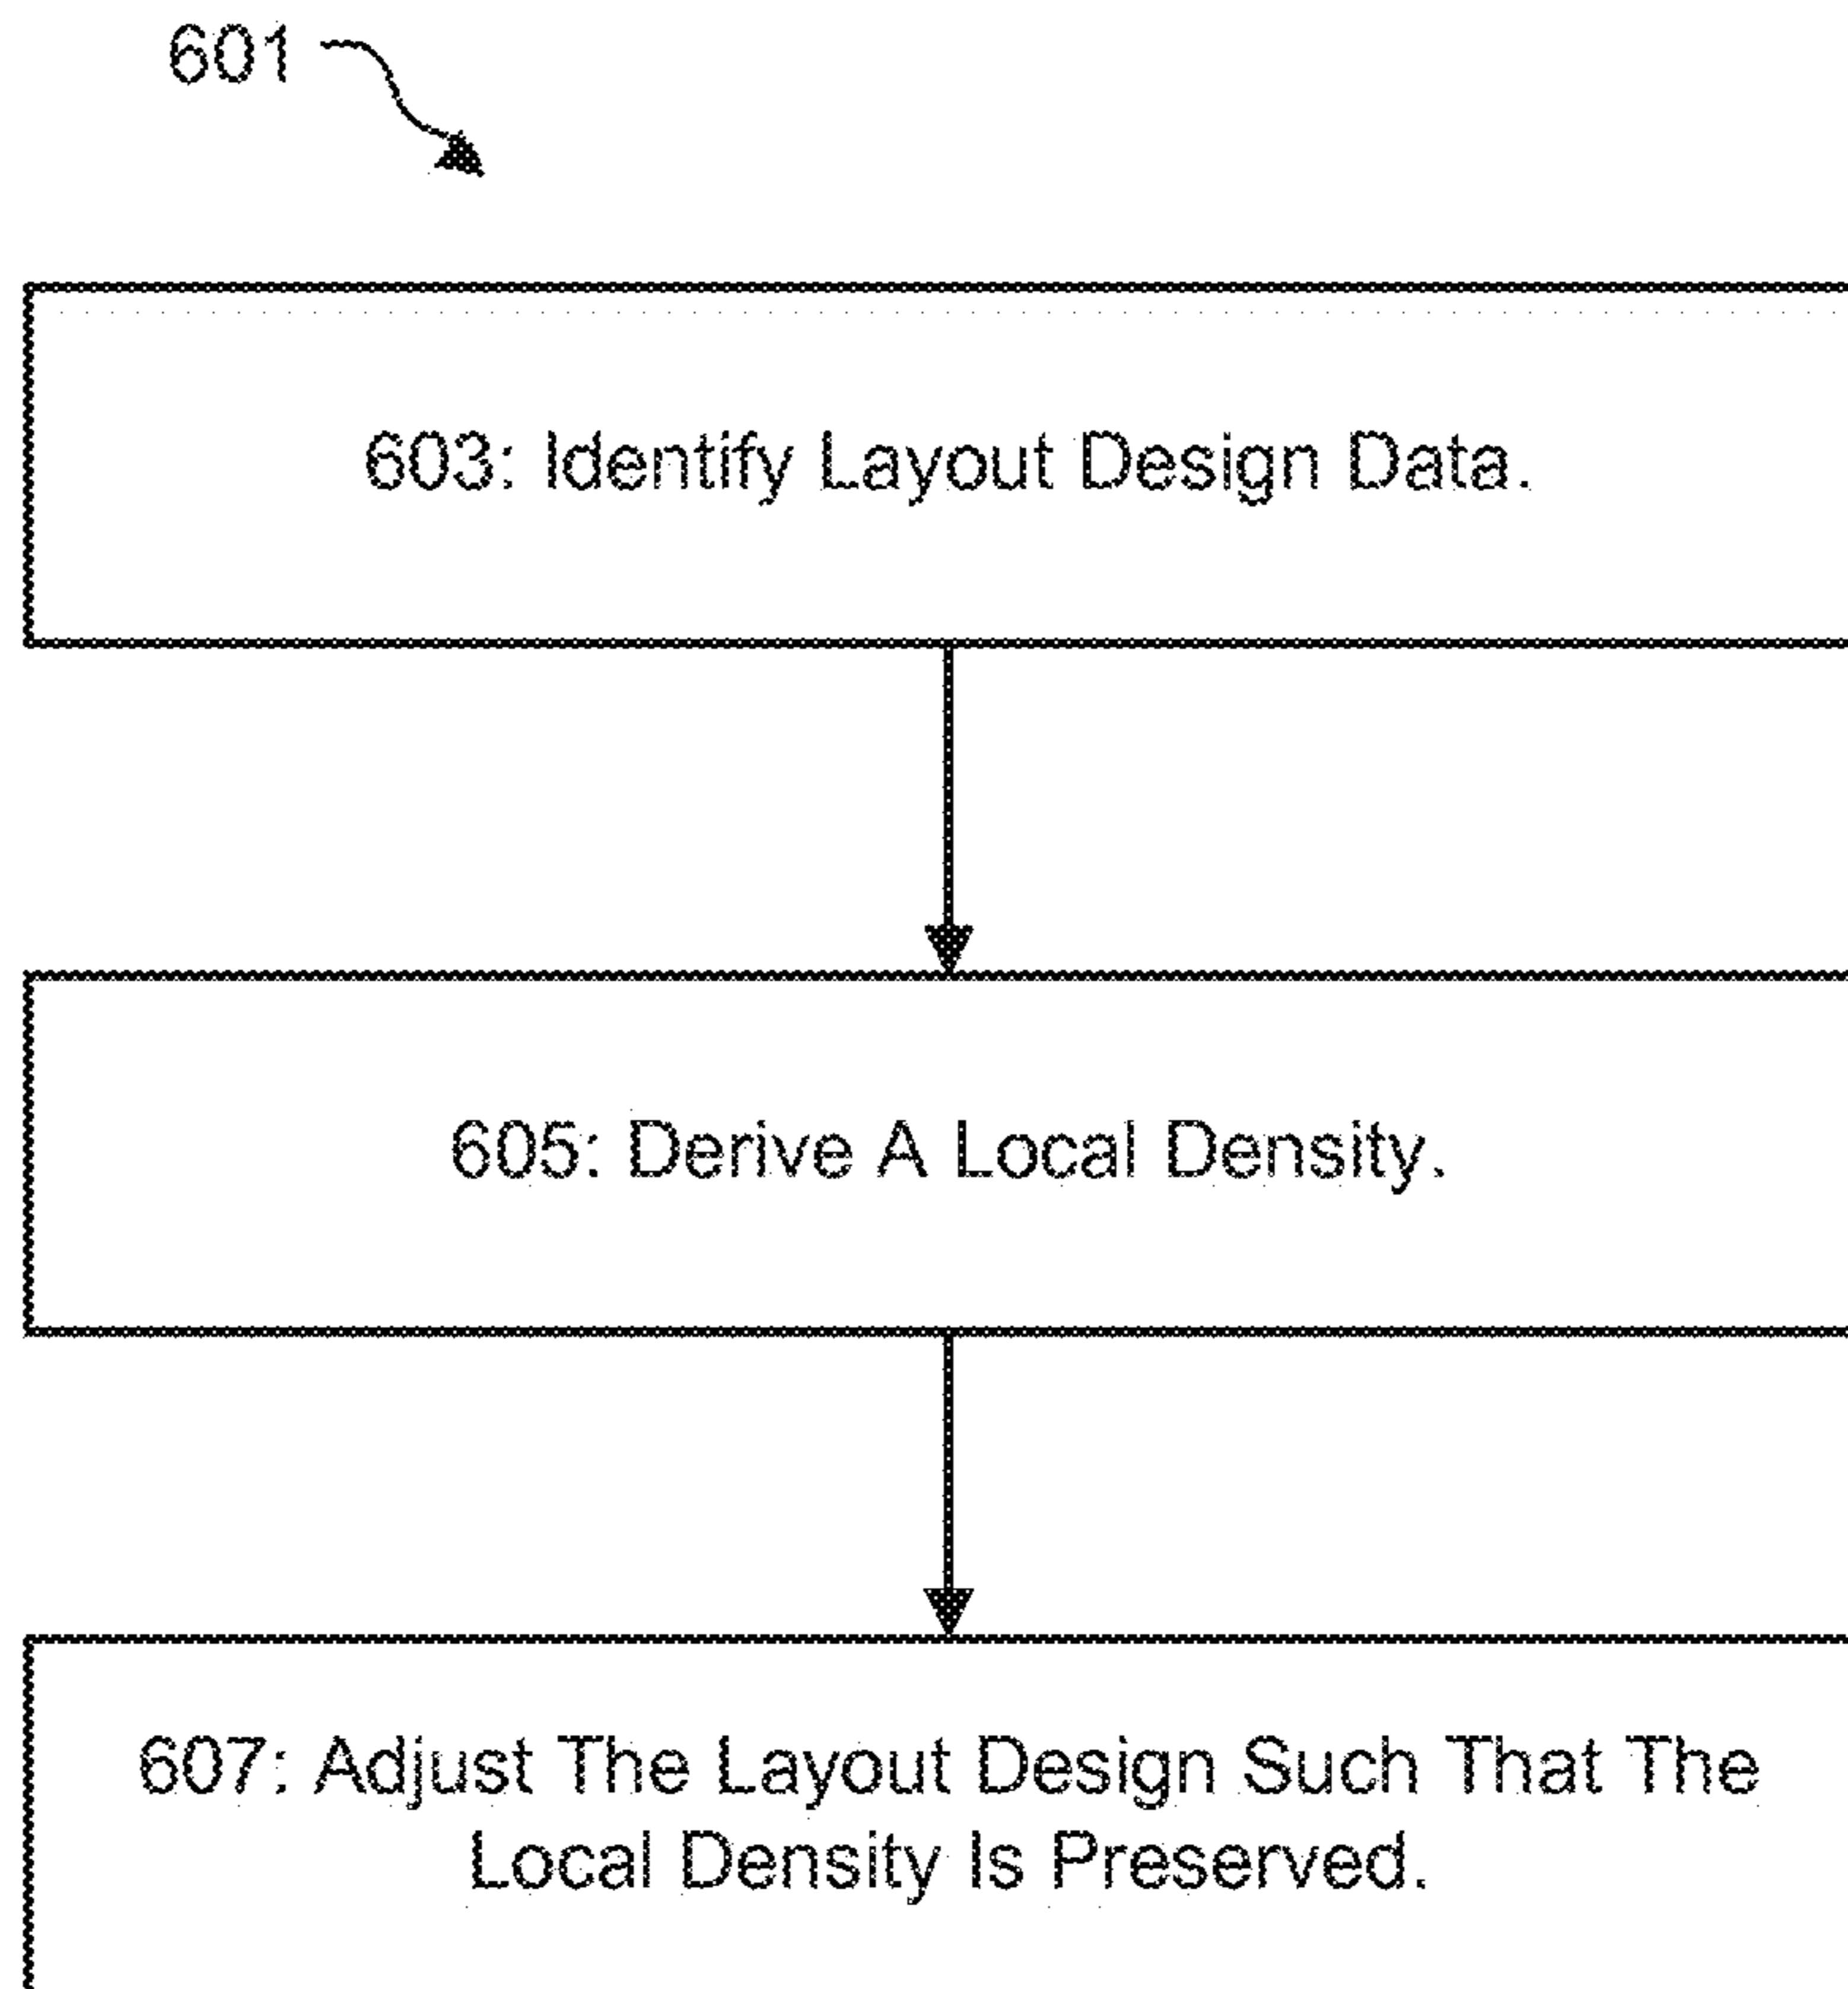 601
603: Identify Layout Design Data.
605: Derive A Local Density.
607: Adjust The Layout Design Such That The
Local Density Is Preserved.